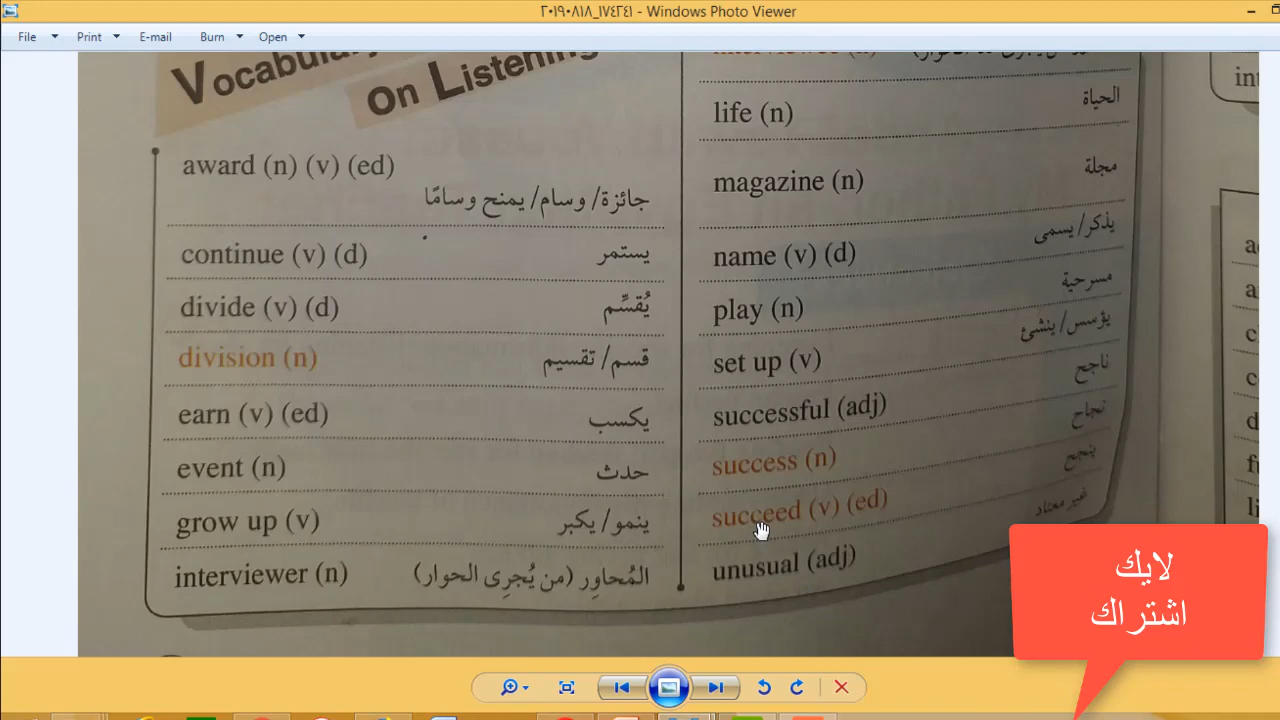 ٢٠١٩٠٨١٨_١٧٤٢٤١ - Windows Photo Viewer
File Print E-mail Burn Open
Vocabulary
On Listening
award (n) (v) (ed)
جائزة/ وسام/ يمنح وسامًا
continue (v) (d) يستمر
divide (v) (d) يُقسِّم
division (n) قسم/ تقسيم
earn (v) (ed) يكسب
event (n) حدث
grow up (v) ينمو/ يكبر
interviewer (n) المُحاوِر (من يُجرِى الحوار)
life (n) الحياة
magazine (n) مجلة
name (v) (d) يذكر/ يسمى
play (n) مسرحية
set up (v) يؤسس/ ينشئ
successful (adj) ناجح
success (n) نجاح
succeed (v) (ed) ينجح
unusual (adj) غير معتاد
لايك
اشتراك